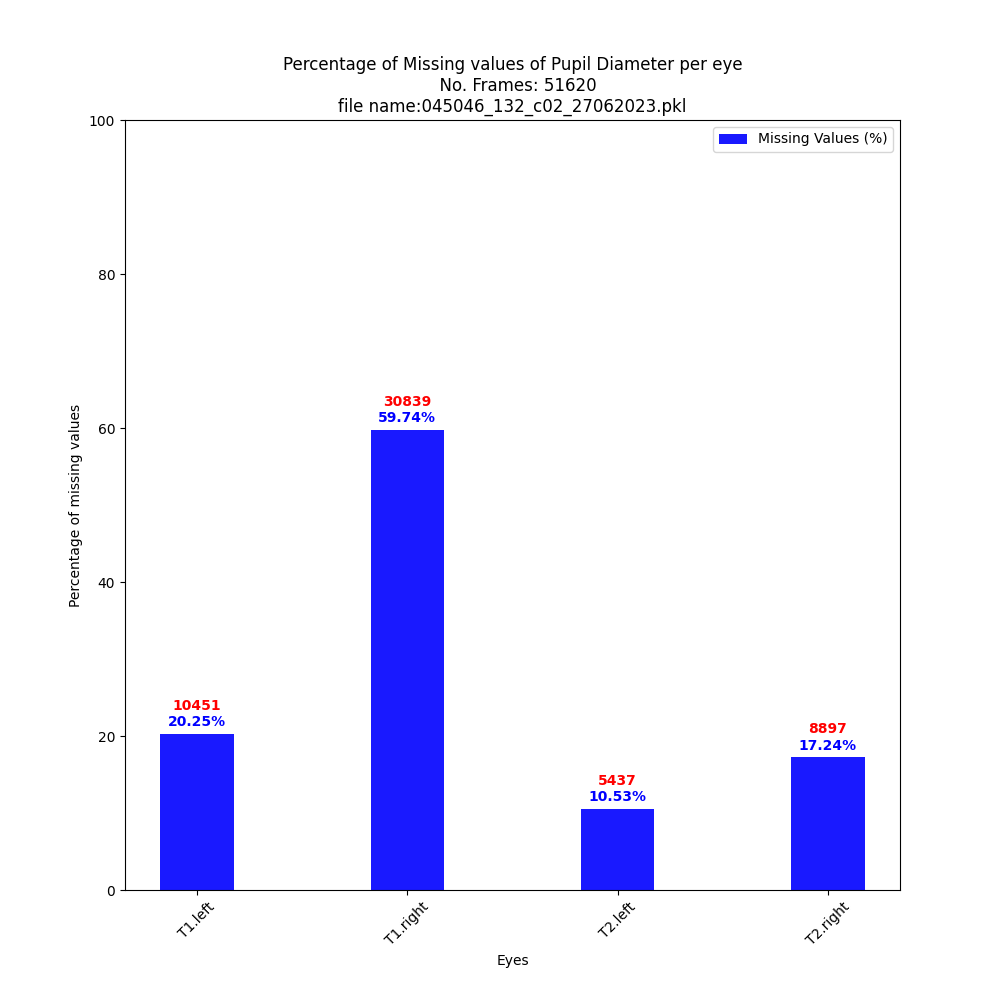 Percentage of Missing values of Pupil Diameter per eye
No. Frames: 51620
file name:045046_132_c02_27062023.pkl
Missing Values (%)
Percentage of missing values
100
80
60
40
20
0
10451
20.25%
30839
59.74%
5437
10.53%
8897
17.24%
T1.left
T1.right
T2.left
T2.right
Eyes